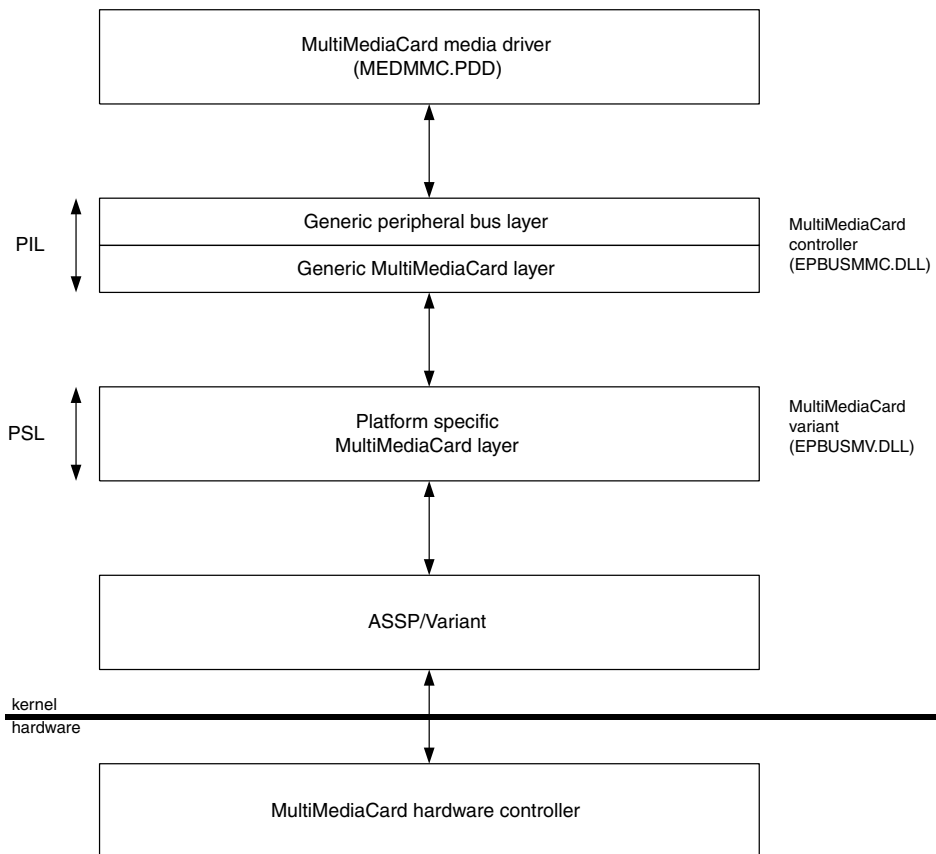 MultiMediaCard media driver
(MEDMMC.PDD)
PIL
Generic peripheral bus layer
Generic MultiMediaCard layer
MultiMediaCard
controller
(EPBUSMMC.DLL)
PSL
Platform specific
MultiMediaCard layer
MultiMediaCard
variant
(EPBUSMV.DLL)
ASSP/Variant
kernel
hardware
MultiMediaCard hardware controller